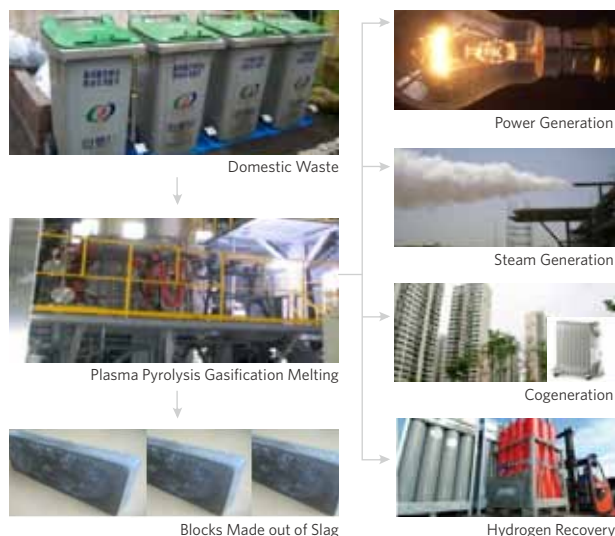 Domestic Waste
Plasma Pyrolysis Gasification Melting
Blocks Made out of Slag
Power Generation
Steam Generation
Cogeneration
Hydrogen Recovery